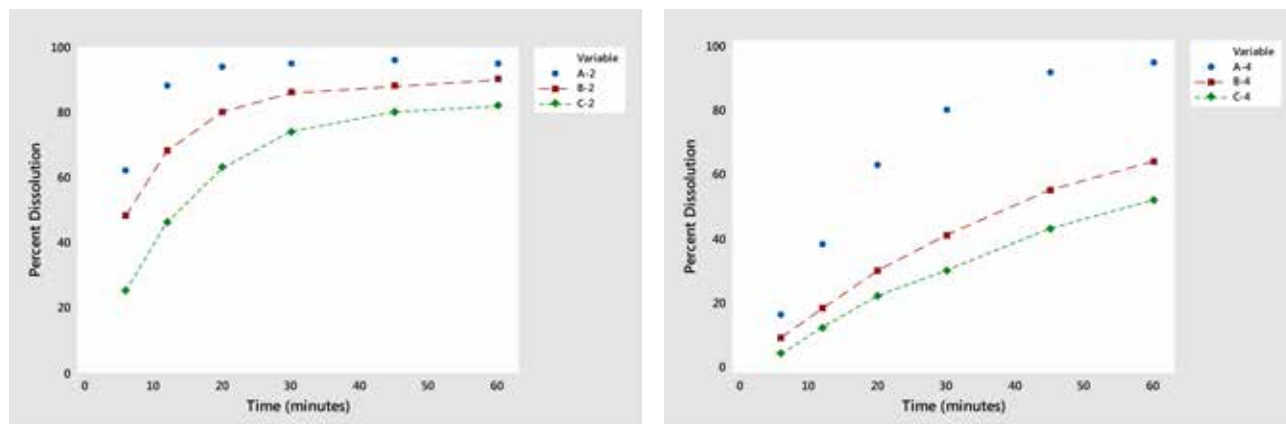 100
80
60
40
20
0
Percent Dissolution
0 10 20 30 40 50 60
Time (minutes)
Variable
A-2
B-2
C-2
100
80
60
40
20
0
Percent Dissolution
0 10 20 30 40 50 60
Time (minutes)
Variable
A-4
B-4
C-4